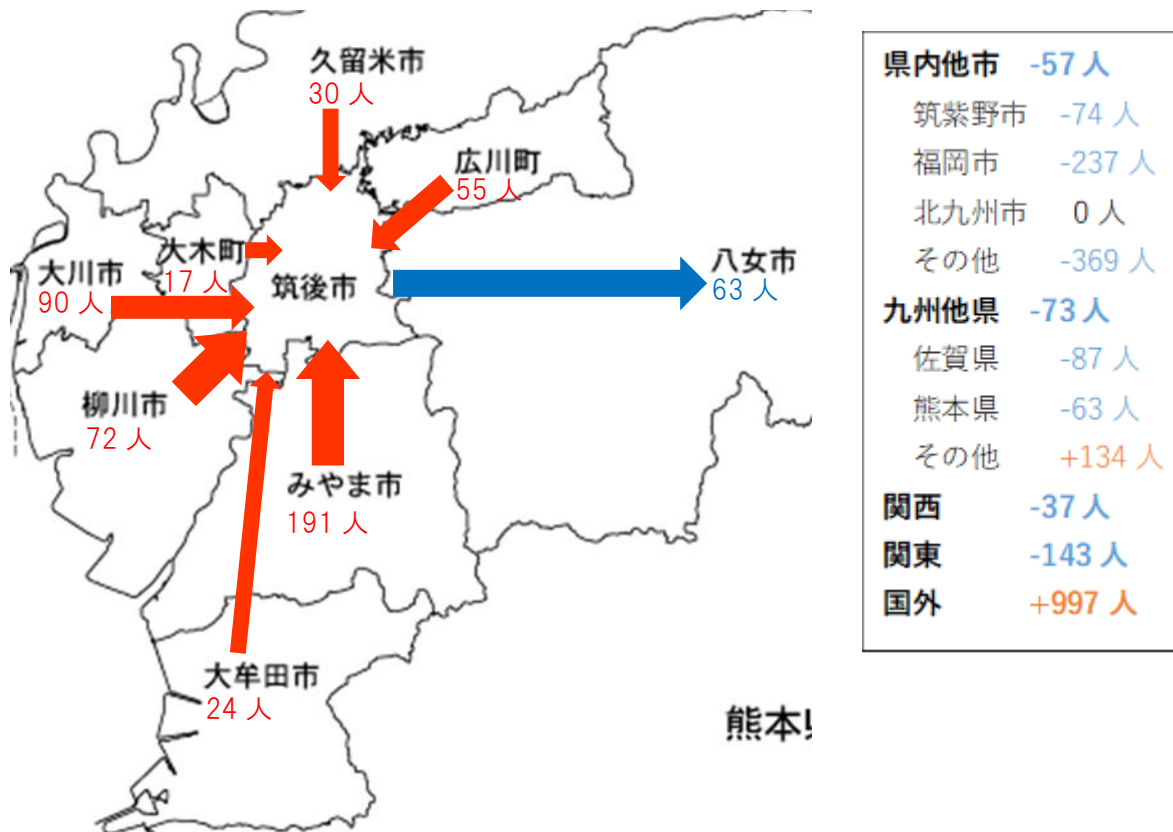 久留米市
30 人
広川町
55 人
大木町
17 人
大川市
90 人
筑後市
八女市
63 人
柳川市
72 人
みやま市
191 人
大牟田市
24 人
熊本県
県内他市 -57 人
筑紫野市 -74 人
福岡市 -237 人
北九州市 0 人
その他 -369 人
九州他県 -73 人
佐賀県 -87 人
熊本県 -63 人
その他 +134 人
関西 -37 人
関東 -143 人
国外 +997 人